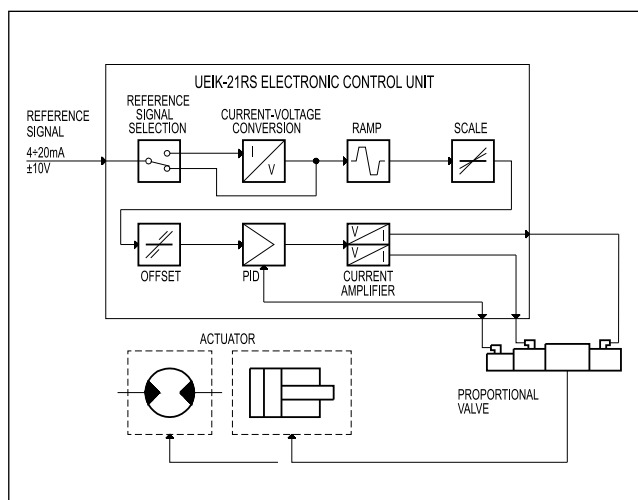 UEIK-21RS ELECTRONIC CONTROL UNIT
REFERENCE
SIGNAL
4÷20mA
±10V
REFERENCE
SIGNAL
SELECTION
CURRENT-VOLTAGE
CONVERSION
RAMP
SCALE
I
V
OFFSET
PID
V
I
V
I
CURRENT
AMPLIFIER
ACTUATOR
PROPORTIONAL
VALVE